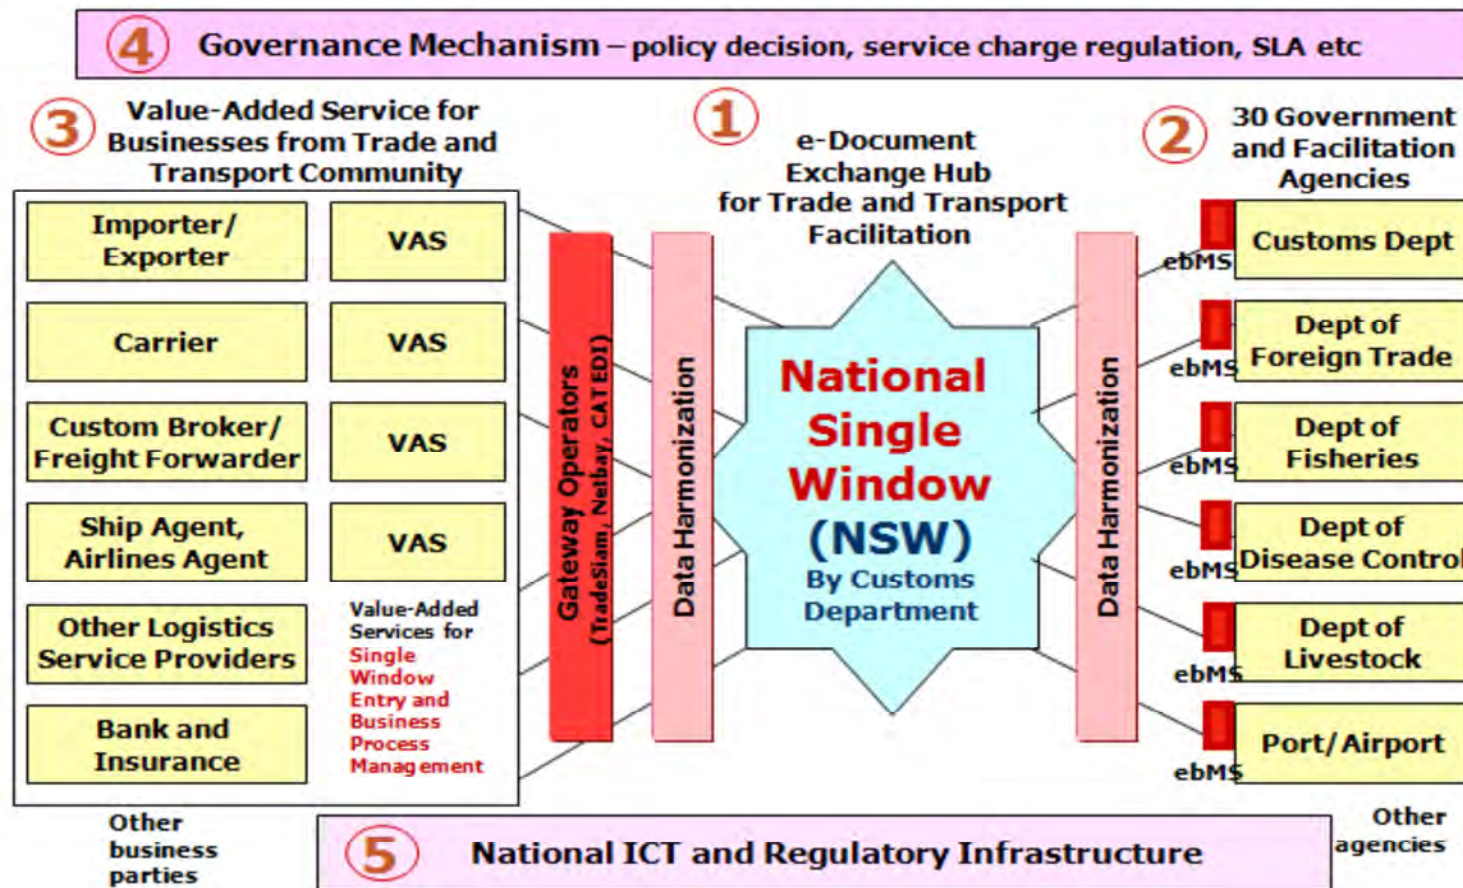 4 Governance Mechanism – policy decision, service charge regulation, SLA etc
3
Value-Added Service for
Businesses from Trade and
Transport Community
1
e-Document
Exchange Hub
for Trade and Transport
Facilitation
2
30 Government
and Facilitation
Agencies
Importer/
Exporter
VAS
Carrier
VAS
Custom Broker/
Freight Forwarder
VAS
Ship Agent,
Airlines Agent
VAS
Other Logistics
Service Providers
Bank and
Insurance
Value-Added
Services for
Single
Window
Entry and
Business
Process
Management
Other
business
parties
Gateway Operators
(TradeSiam, Netbay, CAT EDI)
Data Harmonization
National
Single
Window
(NSW)
By Customs
Department
Data Harmonization
ebMS
Customs Dept
ebMS
Dept of
Foreign Trade
ebMS
Dept of
Fisheries
ebMS
Dept of
Disease Control
ebMS
Dept of
Livestock
ebMS
Port/Airport
Other
agencies
5 National ICT and Regulatory Infrastructure